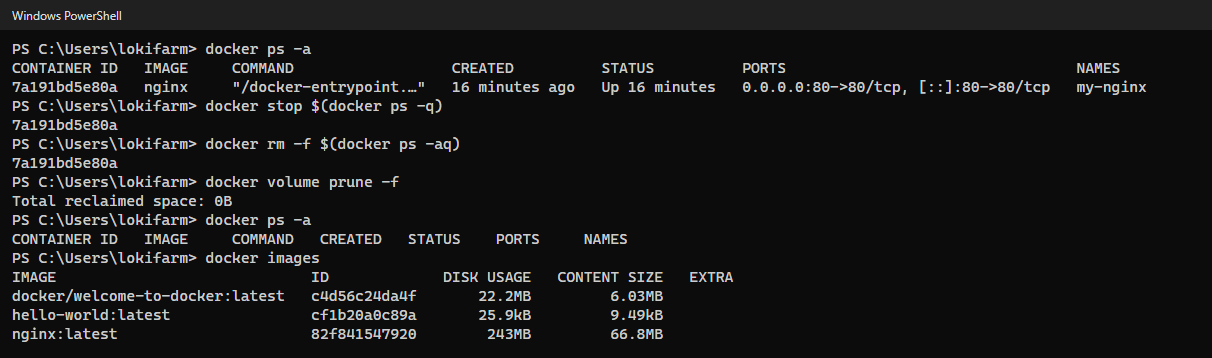 Windows PowerShell
PS C:\Users\lokifarm> docker ps -a
CONTAINER ID   IMAGE     COMMAND                  CREATED          STATUS          PORTS                                 NAMES
7a191bd5e80a   nginx     "/docker-entrypoint.…"   16 minutes ago   Up 16 minutes   0.0.0.0:80->80/tcp, [::]:80->80/tcp   my-nginx
PS C:\Users\lokifarm> docker stop $(docker ps -q)
7a191bd5e80a
PS C:\Users\lokifarm> docker rm -f $(docker ps -aq)
7a191bd5e80a
PS C:\Users\lokifarm> docker volume prune -f
Total reclaimed space: 0B
PS C:\Users\lokifarm> docker ps -a
CONTAINER ID   IMAGE     COMMAND   CREATED   STATUS    PORTS     NAMES
PS C:\Users\lokifarm> docker images
IMAGE                             ID             DISK USAGE   CONTENT SIZE   EXTRA
docker/welcome-to-docker:latest   c4d56c24da4f       22.2MB         6.03MB
hello-world:latest                cf1b20a0c89a       25.9kB         9.49kB
nginx:latest                      82f841547920        243MB         66.8MB